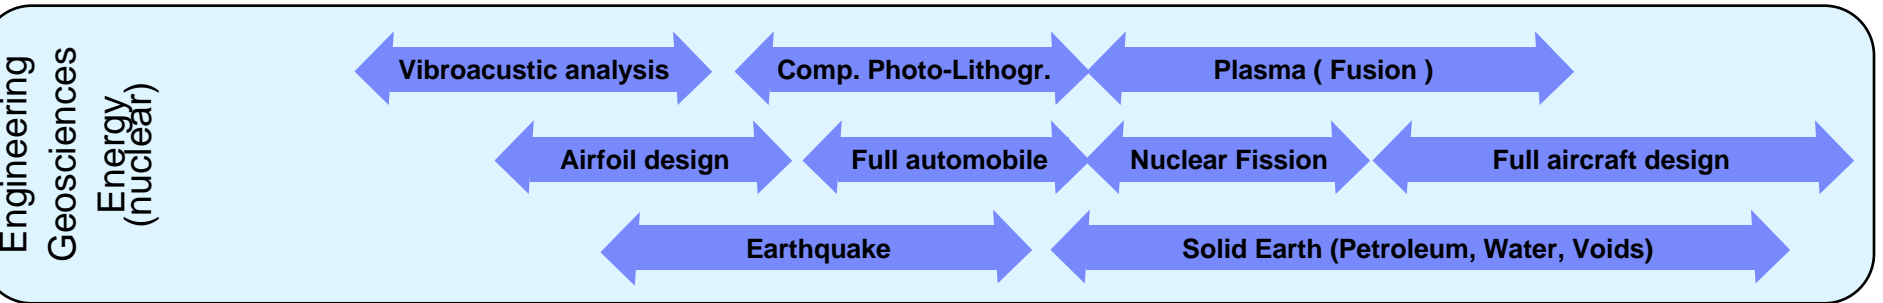 Engineering
Geosciences
Energy
(nuclear)
Vibroacustic analysis
Comp. Photo-Lithogr.
Plasma ( Fusion )
Airfoil design
Full automobile
Nuclear Fission
Full aircraft design
Earthquake
Solid Earth (Petroleum, Water, Voids)